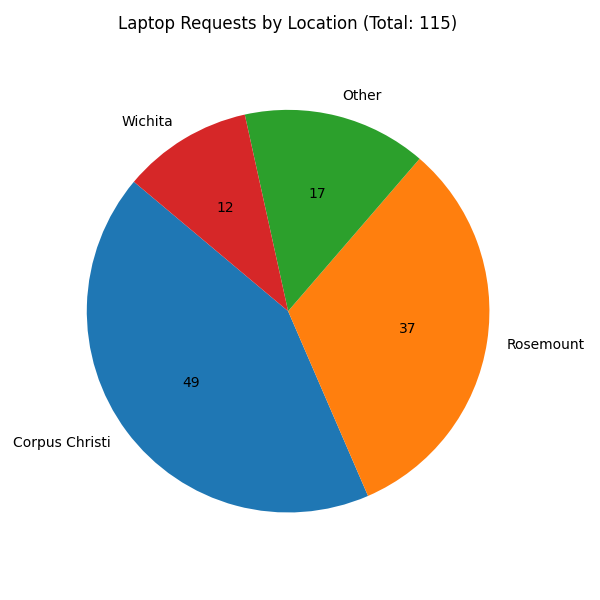 Laptop Requests by Location (Total: 115)
Other
Wichita
17
12
37
Rosemount
49
Corpus Christi